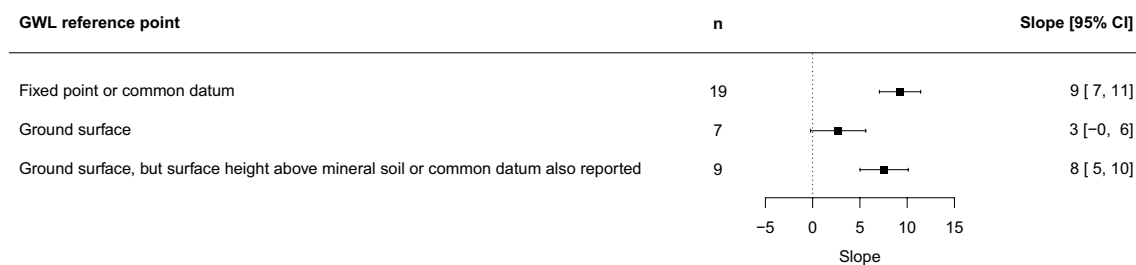 GWL reference point n Slope [95% CI]
Fixed point or common datum 19 9 [ 7, 11]
Ground surface 7 3 [−0, 6]
Ground surface, but surface height above mineral soil or common datum also reported 9 8 [ 5, 10]
−5 0 5 10 15
Slope